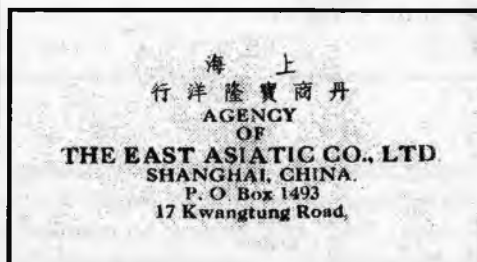 上海
丹商寶隆洋行
AGENCY
OF
THE EAST ASIATIC CO., LTD
SHANGHAI, CHINA.
P. O. Box 1493
17 Kwangtung Road,